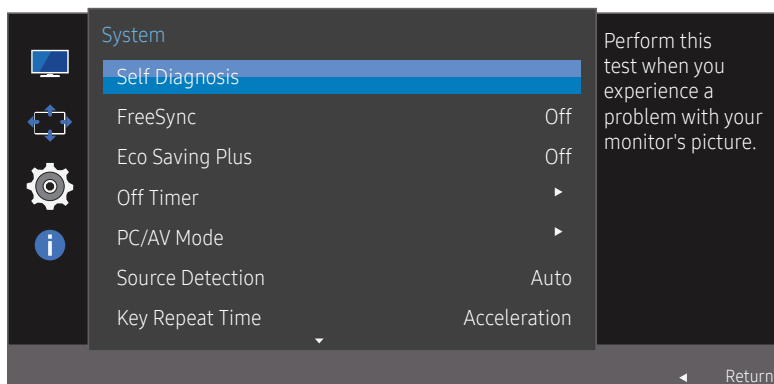 System
Self Diagnosis
FreeSync Off
Eco Saving Plus Off
Off Timer
PC/AV Mode
Source Detection Auto
Key Repeat Time Acceleration
Perform this
test when you
experience a
problem with your
monitor's picture.
Return